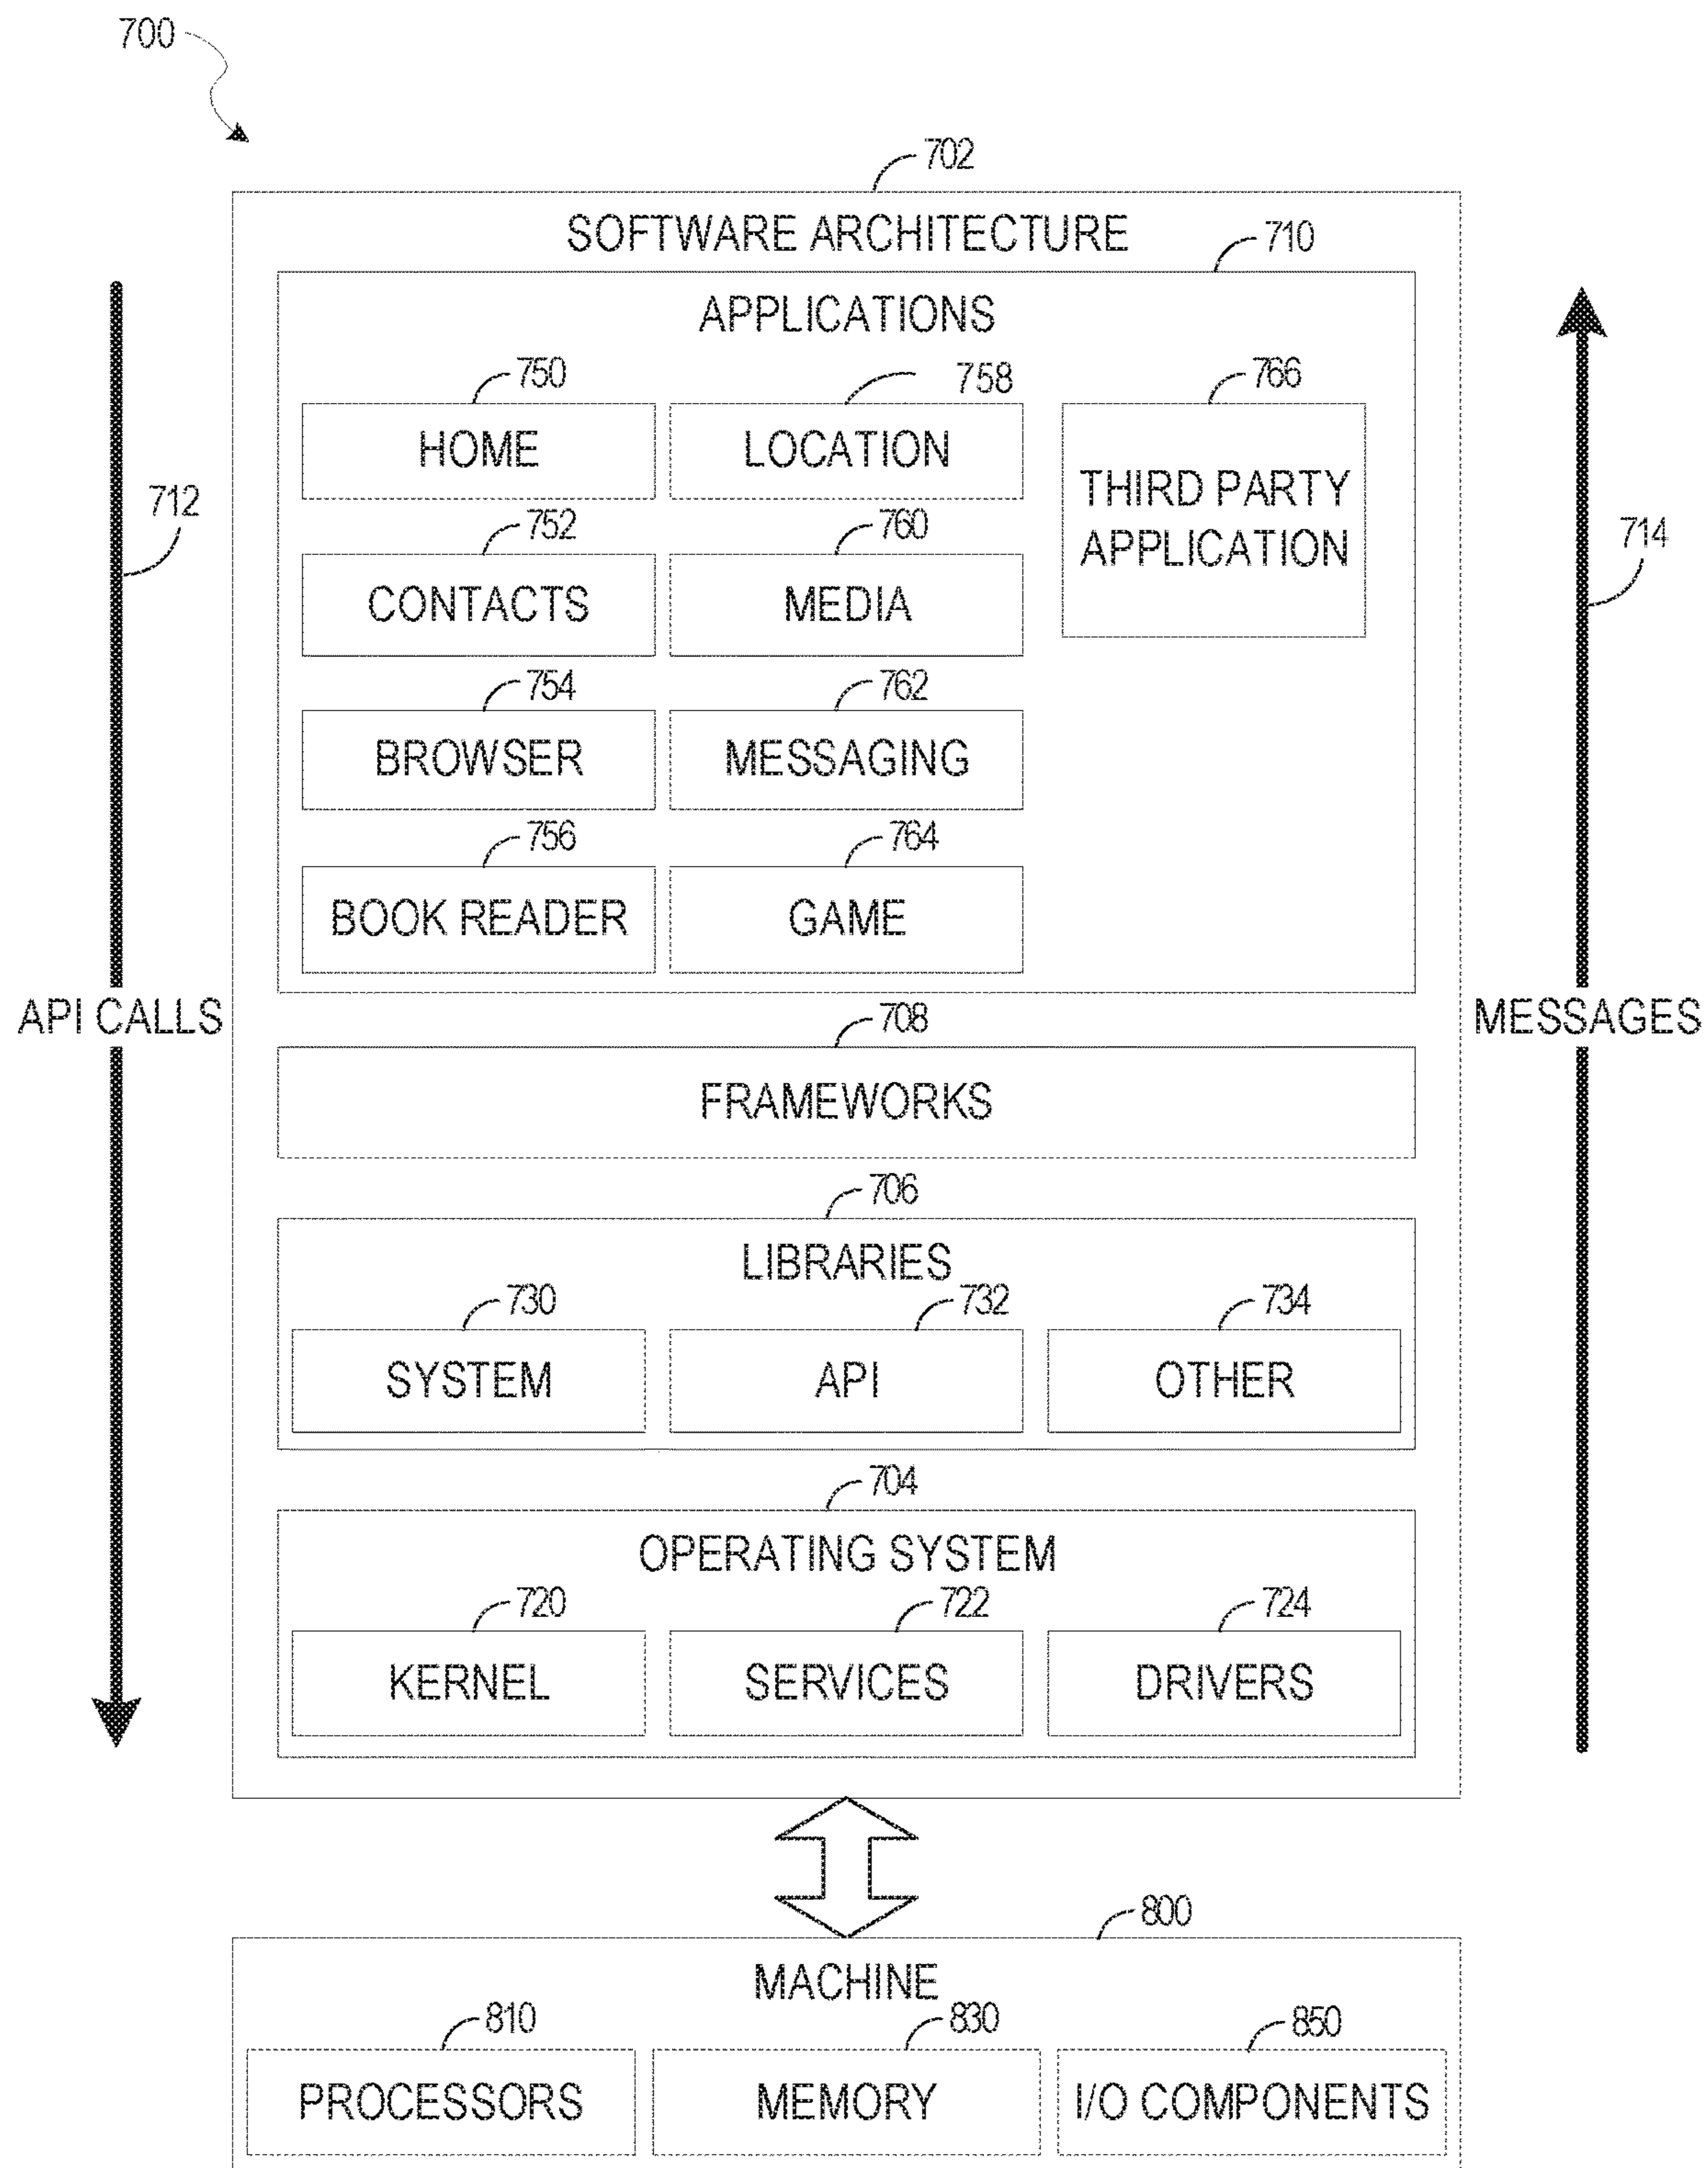 700
702
SOFTWARE ARCHITECTURE
710
APPLICATIONS
750
758
766
HOME
LOCATION
THIRD PARTY
APPLICATION
712
714
752
760
CONTACTS
MEDIA
754
762
BROWSER
MESSAGING
756
764
BOOK READER
GAME
API CALLS
MESSAGES
708
FRAMEWORKS
706
LIBRARIES
730
732
734
SYSTEM
API
OTHER
704
OPERATING SYSTEM
720
722
724
KERNEL
SERVICES
DRIVERS
800
MACHINE
810
830
850
PROCESSORS
MEMORY
I/O COMPONENTS